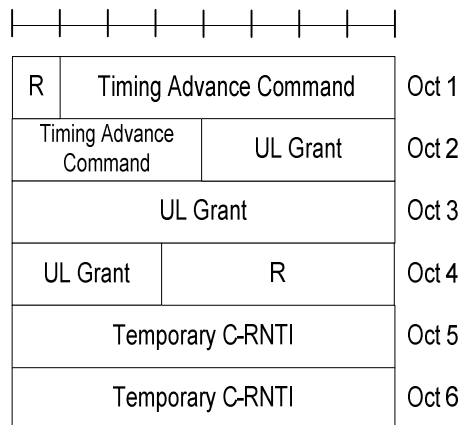 R Timing Advance Command Oct 1
Timing Advance
Command
UL Grant Oct 2
UL Grant Oct 3
UL Grant R Oct 4
Temporary C-RNTI Oct 5
Temporary C-RNTI Oct 6